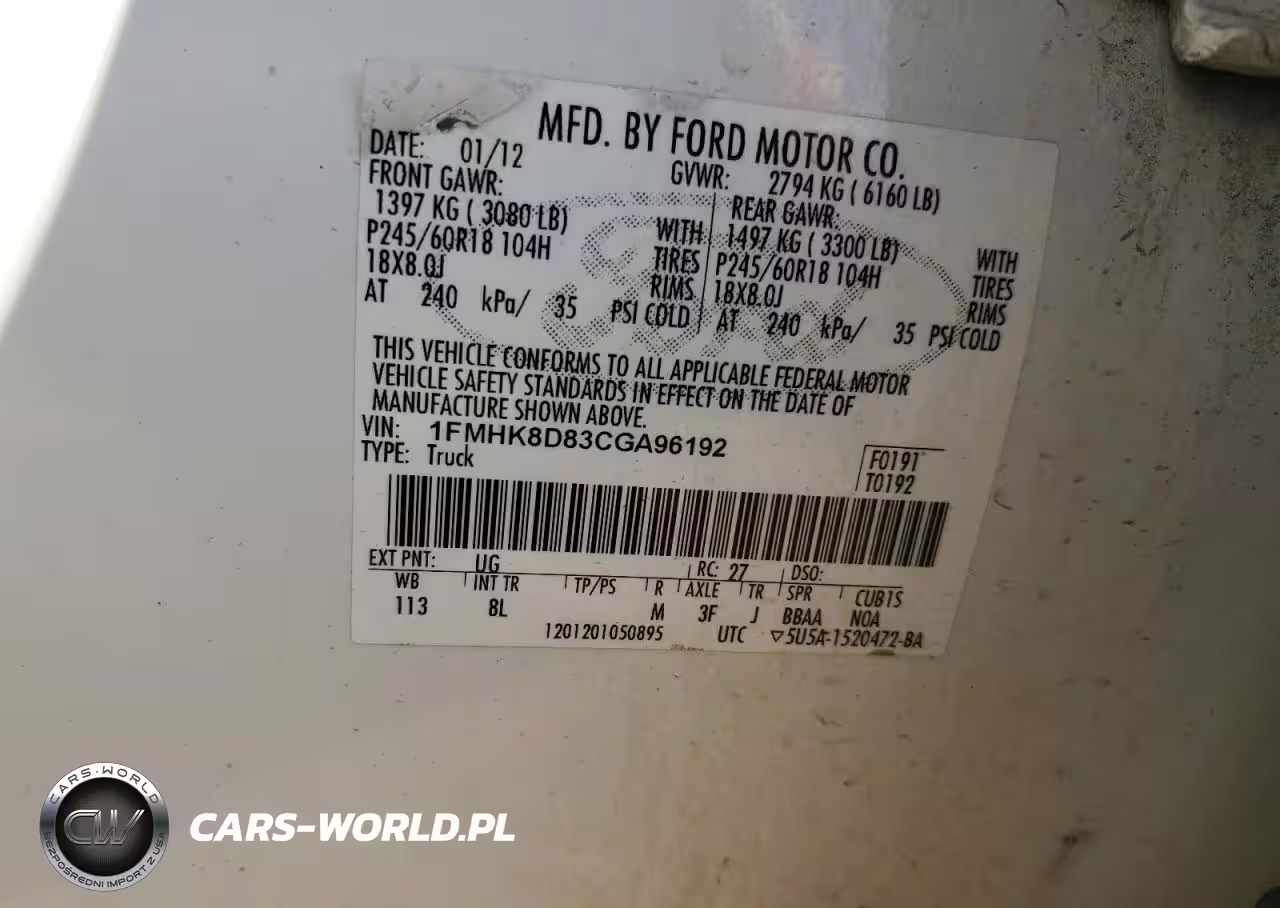 MFD. BY FORD MOTOR CO.
DATE: 01/12
GVWR: 2794 KG ( 6160 LB)
FRONT GAWR:
1397 KG ( 3080 LB) WITH
P245/60R18 104H TIRES
18X8.0J RIMS
AT 240 kPa/ 35 PSI COLD
REAR GAWR:
1497 KG ( 3300 LB) WITH
P245/60R18 104H TIRES
18X8.0J RIMS
AT 240 kPa/ 35 PSI COLD
THIS VEHICLE CONFORMS TO ALL APPLICABLE FEDERAL MOTOR
VEHICLE SAFETY STANDARDS IN EFFECT ON THE DATE OF
MANUFACTURE SHOWN ABOVE.
VIN: 1FMHK8D83CGA96192
TYPE: Truck
F0191
T0192
EXT PNT: UG RC: 27 DSO:
WB INT TR TP/PS R AXLE TR SPR CUB1S
113 8L M 3F J BBAA NOA
1201201050895 UTC ▽5U5A-1520472-BA
CARS-WORLD
CW
BEZPOŚREDNI IMPORT Z USA
CARS-WORLD.PL